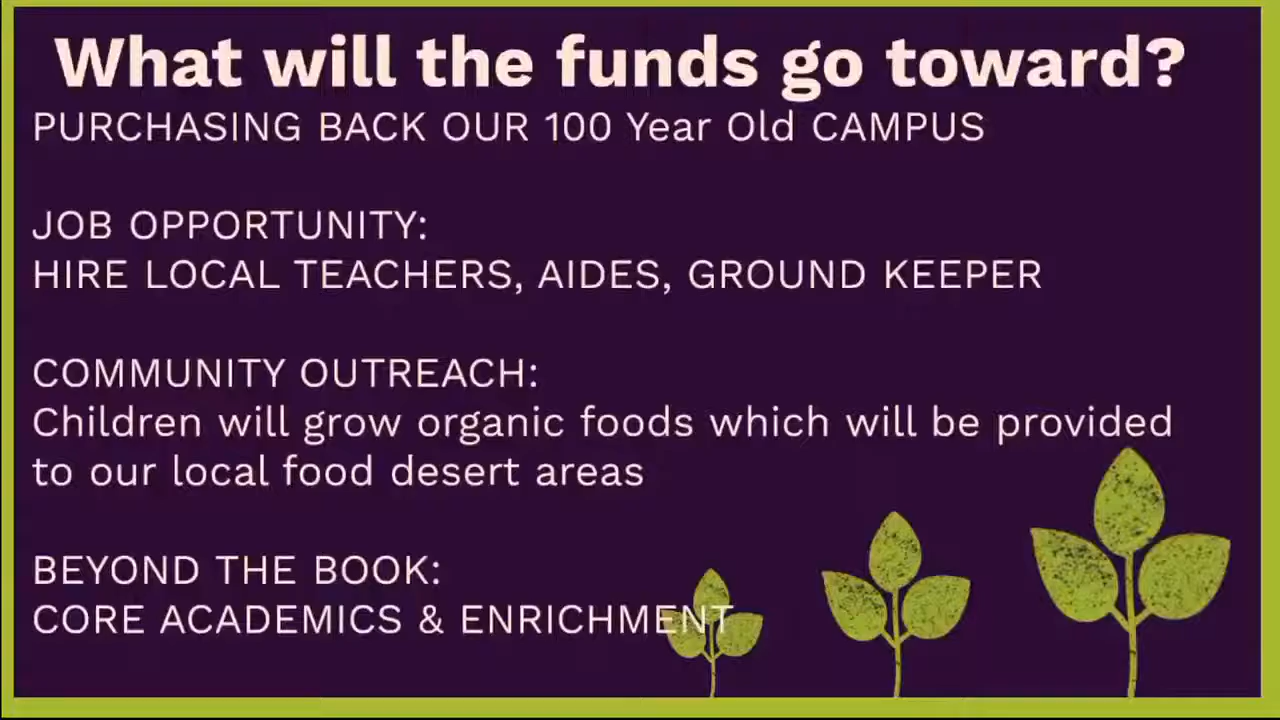 What will the funds go toward?
PURCHASING BACK OUR 100 Year Old CAMPUS
JOB OPPORTUNITY:
HIRE LOCAL TEACHERS, AIDES, GROUND KEEPER
COMMUNITY OUTREACH:
Children will grow organic foods which will be provided
to our local food desert areas
BEYOND THE BOOK:
CORE ACADEMICS & ENRICHMENT